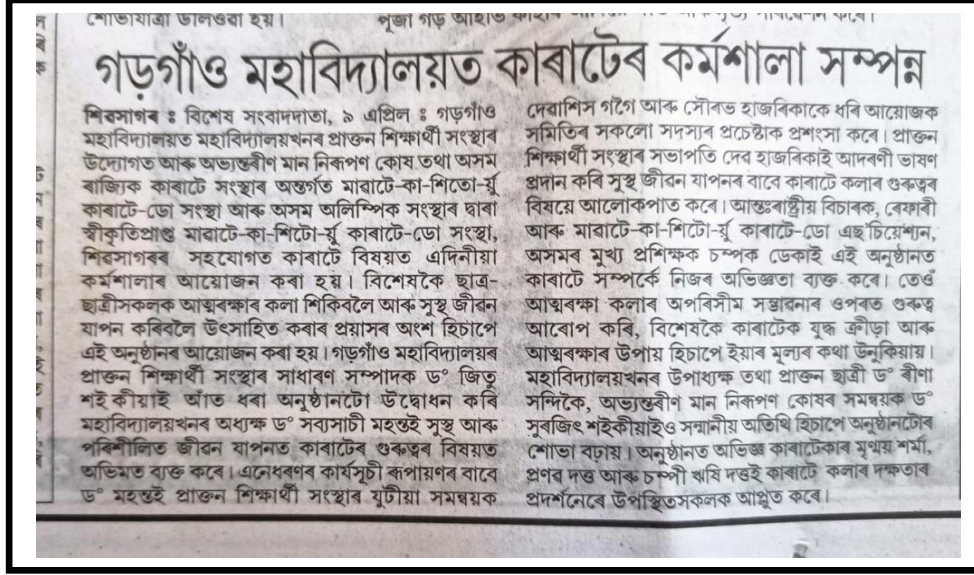 শোভাযাত্ৰা উলিওৱা হয়।
গড়গাঁও মহাবিদ্যালয়ত কাৰাটেৰ কৰ্মশালা সম্পন্ন
শিৱসাগৰ : বিশেষ সংবাদদাতা, ৯ এপ্ৰিল : গড়গাঁও
মহাবিদ্যালয়ত মহাবিদ্যালয়খনৰ প্ৰাক্তন শিক্ষাৰ্থী সংস্থাৰ
উদ্যোগত আৰু অভ্যন্তৰীণ মান নিৰূপণ কোষ তথা অসম
ৰাজ্যিক কাৰাটে সংস্থাৰ অন্তৰ্গত মাৰাটে-কা-শিতো-ৰ্যু
কাৰাটে-ডো সংস্থা আৰু অসম অলিম্পিক সংস্থাৰ দ্বাৰা
স্বীকৃতিপ্ৰাপ্ত মাৰাটে-কা-শিটো-ৰ্যু কাৰাটে-ডো সংস্থা,
শিৱসাগৰৰ সহযোগত কাৰাটে বিষয়ত এদিনীয়া
কৰ্মশালাৰ আয়োজন কৰা হয়। বিশেষকৈ ছাত্ৰ-
ছাত্ৰীসকলক আত্মৰক্ষাৰ কলা শিকিবলৈ আৰু সুস্থ জীৱন
যাপন কৰিবলৈ উৎসাহিত কৰাৰ প্ৰয়াসৰ অংশ হিচাপে
এই অনুষ্ঠানৰ আয়োজন কৰা হয়। গড়গাঁও মহাবিদ্যালয়ৰ
প্ৰাক্তন শিক্ষাৰ্থী সংস্থাৰ সাধাৰণ সম্পাদক ড° জিতু
শইকীয়াই আঁত ধৰা অনুষ্ঠানটো উদ্বোধন কৰি
মহাবিদ্যালয়খনৰ অধ্যক্ষ ড° সব্যসাচী মহন্তই সুস্থ আৰু
পৰিশীলিত জীৱন যাপনত কাৰাটেৰ গুৰুত্বৰ বিষয়ত
অভিমত ব্যক্ত কৰে। এনেধৰণৰ কাৰ্যসূচী ৰূপায়ণৰ বাবে
ড° মহন্তই প্ৰাক্তন শিক্ষাৰ্থী সংস্থাৰ যুটীয়া সমন্বয়ক
দেৱাশিস গগৈ আৰু সৌৰভ হাজৰিকাকে ধৰি আয়োজক
সমিতিৰ সকলো সদস্যৰ প্ৰচেষ্টাক প্ৰশংসা কৰে। প্ৰাক্তন
শিক্ষাৰ্থী সংস্থাৰ সভাপতি দেৱ হাজৰিকাই আদৰণী ভাষণ
প্ৰদান কৰি সুস্থ জীৱন যাপনৰ বাবে কাৰাটে কলাৰ গুৰুত্বৰ
বিষয়ে আলোকপাত কৰে। আন্তঃৰাষ্ট্ৰীয় বিচাৰক, ৰেফাৰী
আৰু মাৰাটে-কা-শিটো-ৰ্যু কাৰাটে-ডো এছ'চিয়েশ্যন,
অসমৰ মুখ্য প্ৰশিক্ষক চম্পক ডেকাই এই অনুষ্ঠানত
কাৰাটে সম্পৰ্কে নিজৰ অভিজ্ঞতা ব্যক্ত কৰে। তেওঁ
আত্মৰক্ষা কলাৰ অপৰিসীম সম্ভাৱনাৰ ওপৰত গুৰুত্ব
আৰোপ কৰি, বিশেষকৈ কাৰাটেক যুদ্ধ ক্ৰীড়া আৰু
আত্মৰক্ষাৰ উপায় হিচাপে ইয়াৰ মূল্যৰ কথা উনুকিয়ায়।
মহাবিদ্যালয়খনৰ উপাধ্যক্ষ তথা প্ৰাক্তন ছাত্ৰী ড° ৰীণা
সন্দিকৈ, অভ্যন্তৰীণ মান নিৰূপণ কোষৰ সমন্বয়ক ড°
সুৰজিৎ শইকীয়াইও সন্মানীয় অতিথি হিচাপে অনুষ্ঠানটোৰ
শোভা বঢ়ায়। অনুষ্ঠানত অভিজ্ঞ কাৰাটেকাৰ মৃন্ময় শৰ্মা,
প্ৰণৱ দত্ত আৰু চম্পী ঋষি দত্তই কাৰাটে কলাৰ দক্ষতাৰ
প্ৰদৰ্শনেৰে উপস্থিতসকলক আপ্লুত কৰে।